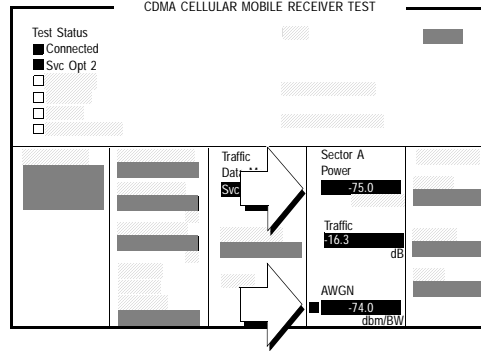 CDMA CELLULAR MOBILE RECEIVER TEST
Test Status
Connected
Svc Opt 2
Traffic
Svc
Sector A
Power
-75.0
Traffic
-16.3
dB
AWGN
-74.0
dbm/BW